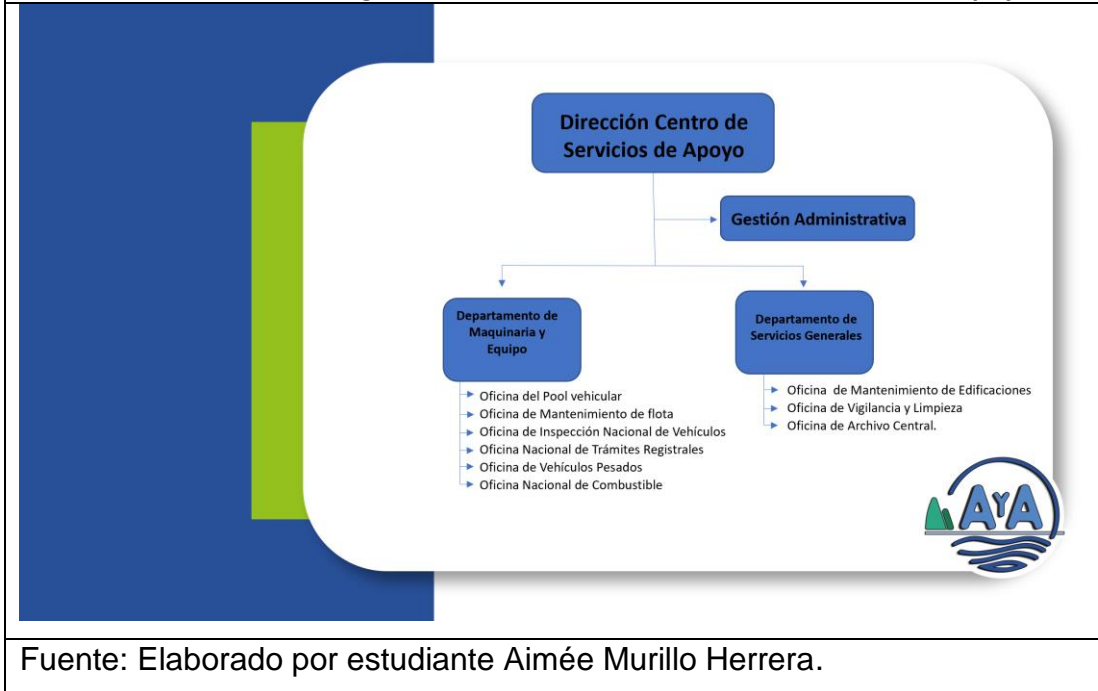 Dirección Centro de
Servicios de Apoyo
Gestión Administrativa
Departamento de
Maquinaria y
Equipo
Departamento de
Servicios Generales
Oficina del Pool vehicular
Oficina de Mantenimiento de flota
Oficina de Inspección Nacional de Vehículos
Oficina Nacional de Trámites Registrales
Oficina de Vehículos Pesados
Oficina Nacional de Combustible
Oficina de Mantenimiento de Edificaciones
Oficina de Vigilancia y Limpieza
Oficina de Archivo Central.
AYA
Fuente: Elaborado por estudiante Aimée Murillo Herrera.